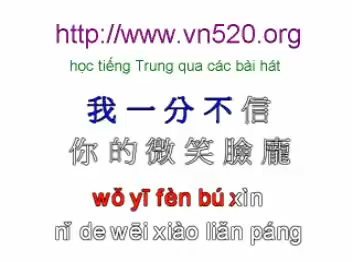 http://www.vn520.org
học tiếng Trung qua các bài hát
我 一 分 不 信
你 的 微 笑 臉 龐
wǒ yī fèn bú xìn
nǐ de wēi xiào liăn páng